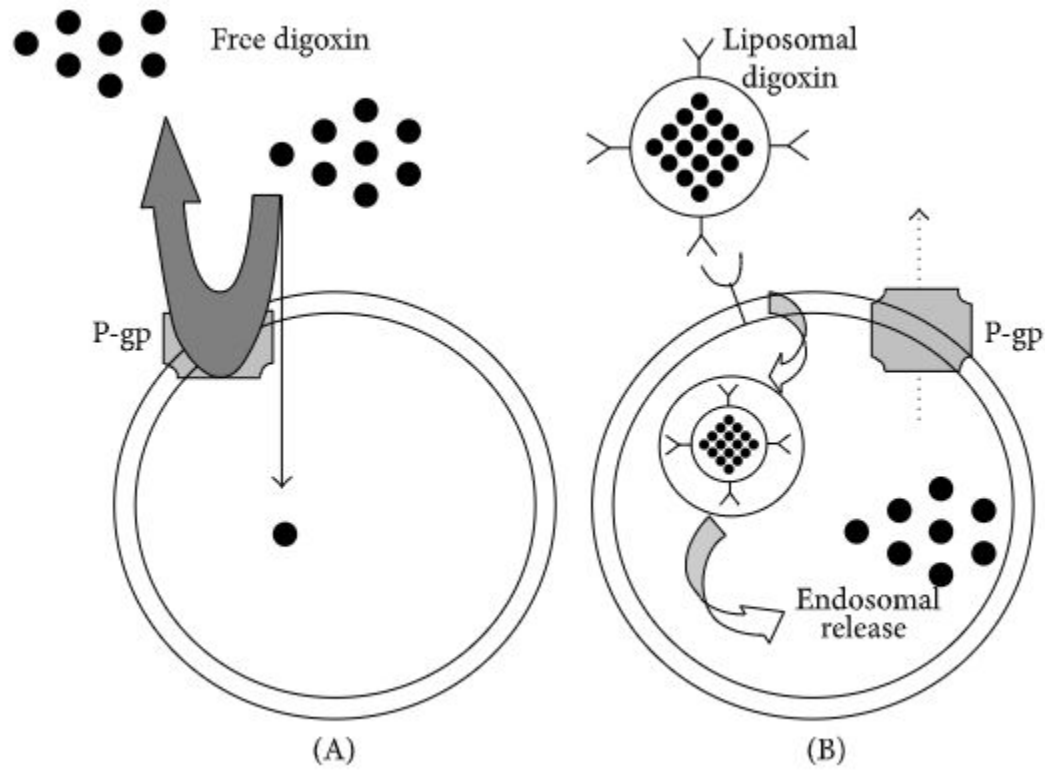 Free digoxin
P-gp
(A)
Liposomal
digoxin
P-gp
Endosomal
release
(B)